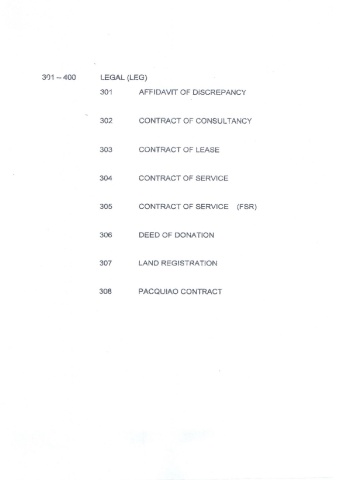 301 – 400 LEGAL (LEG)
301 AFFIDAVIT OF DISCREPANCY
302 CONTRACT OF CONSULTANCY
303 CONTRACT OF LEASE
304 CONTRACT OF SERVICE
305 CONTRACT OF SERVICE (FSR)
306 DEED OF DONATION
307 LAND REGISTRATION
308 PACQUIAO CONTRACT